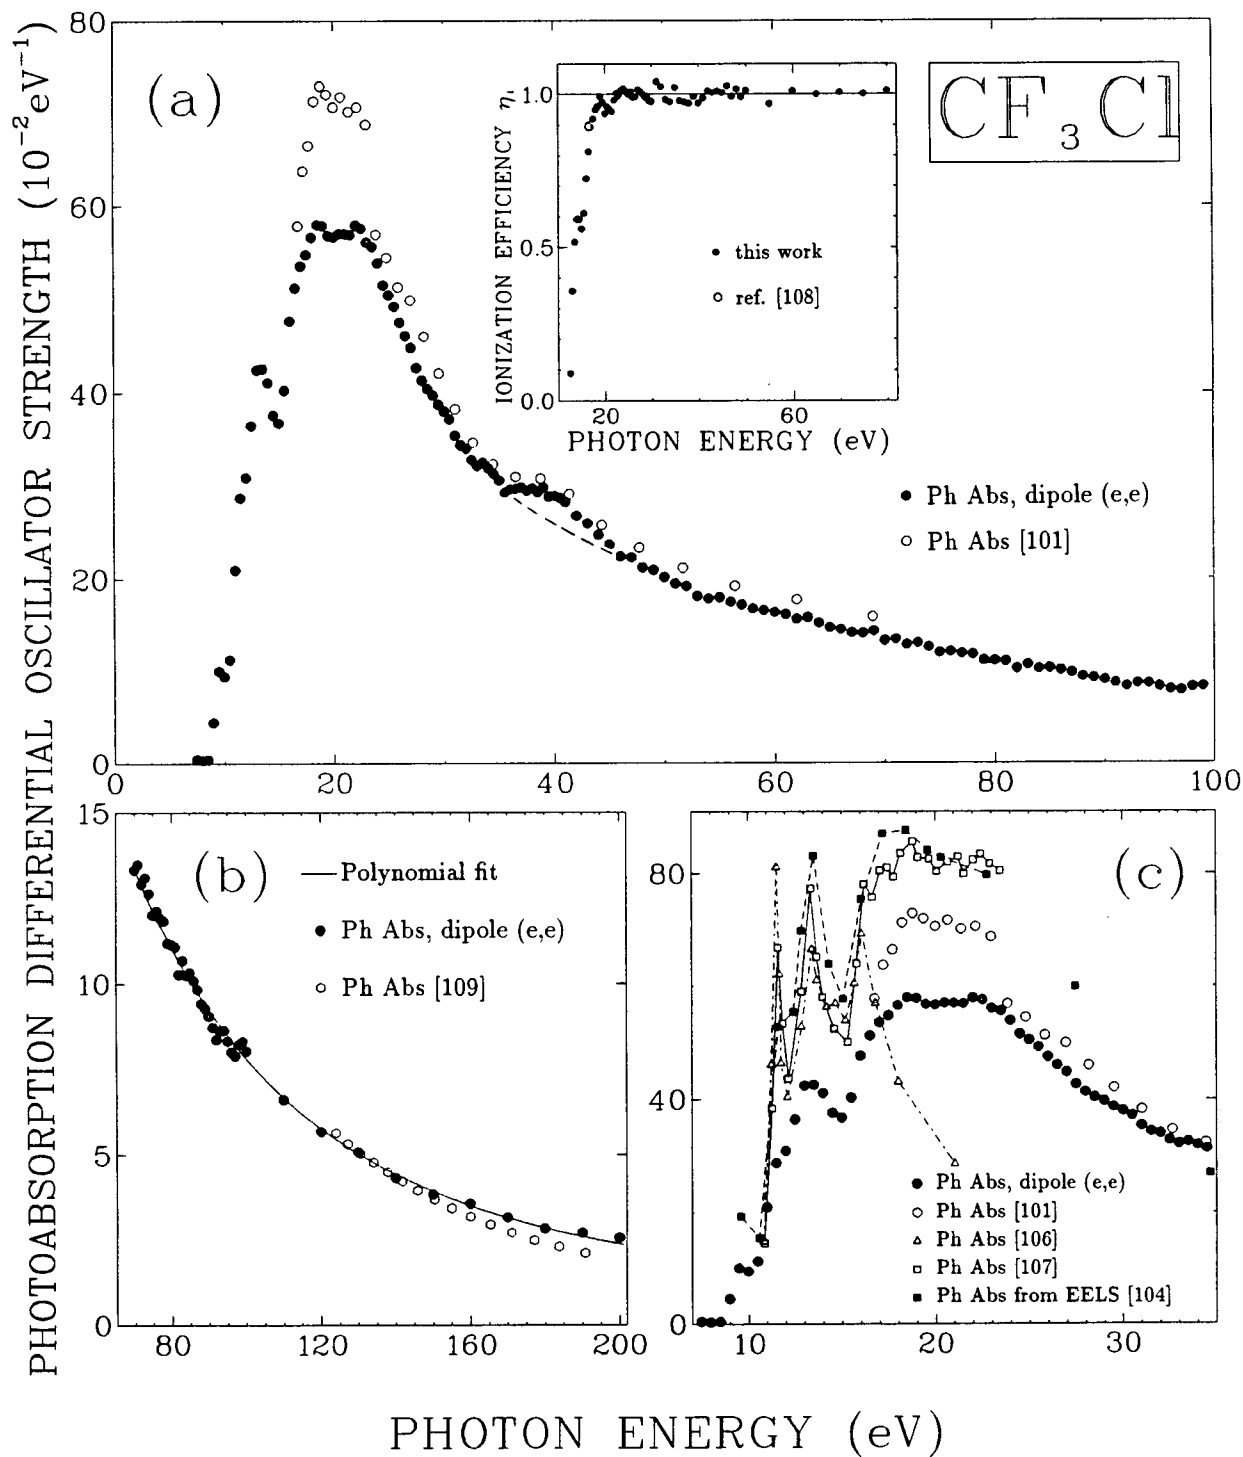 PHOTOABSORPTION DIFFERENTIAL OSCILLATOR STRENGTH (10⁻²eV⁻¹)
80
60
40
20
0
0 20 40 60 80 100
(a)
CF₃Cl
IONIZATION EFFICIENCY ηᵢ
1.0
0.5
0.0
20 60
PHOTON ENERGY (eV)
this work
ref. [108]
Ph Abs, dipole (e,e)
Ph Abs [101]
15
10
5
0
80 120 160 200
(b)
Polynomial fit
Ph Abs, dipole (e,e)
Ph Abs [109]
80
40
0
10 20 30
(c)
Ph Abs, dipole (e,e)
Ph Abs [101]
Ph Abs [106]
Ph Abs [107]
Ph Abs from EELS [104]
PHOTON ENERGY (eV)